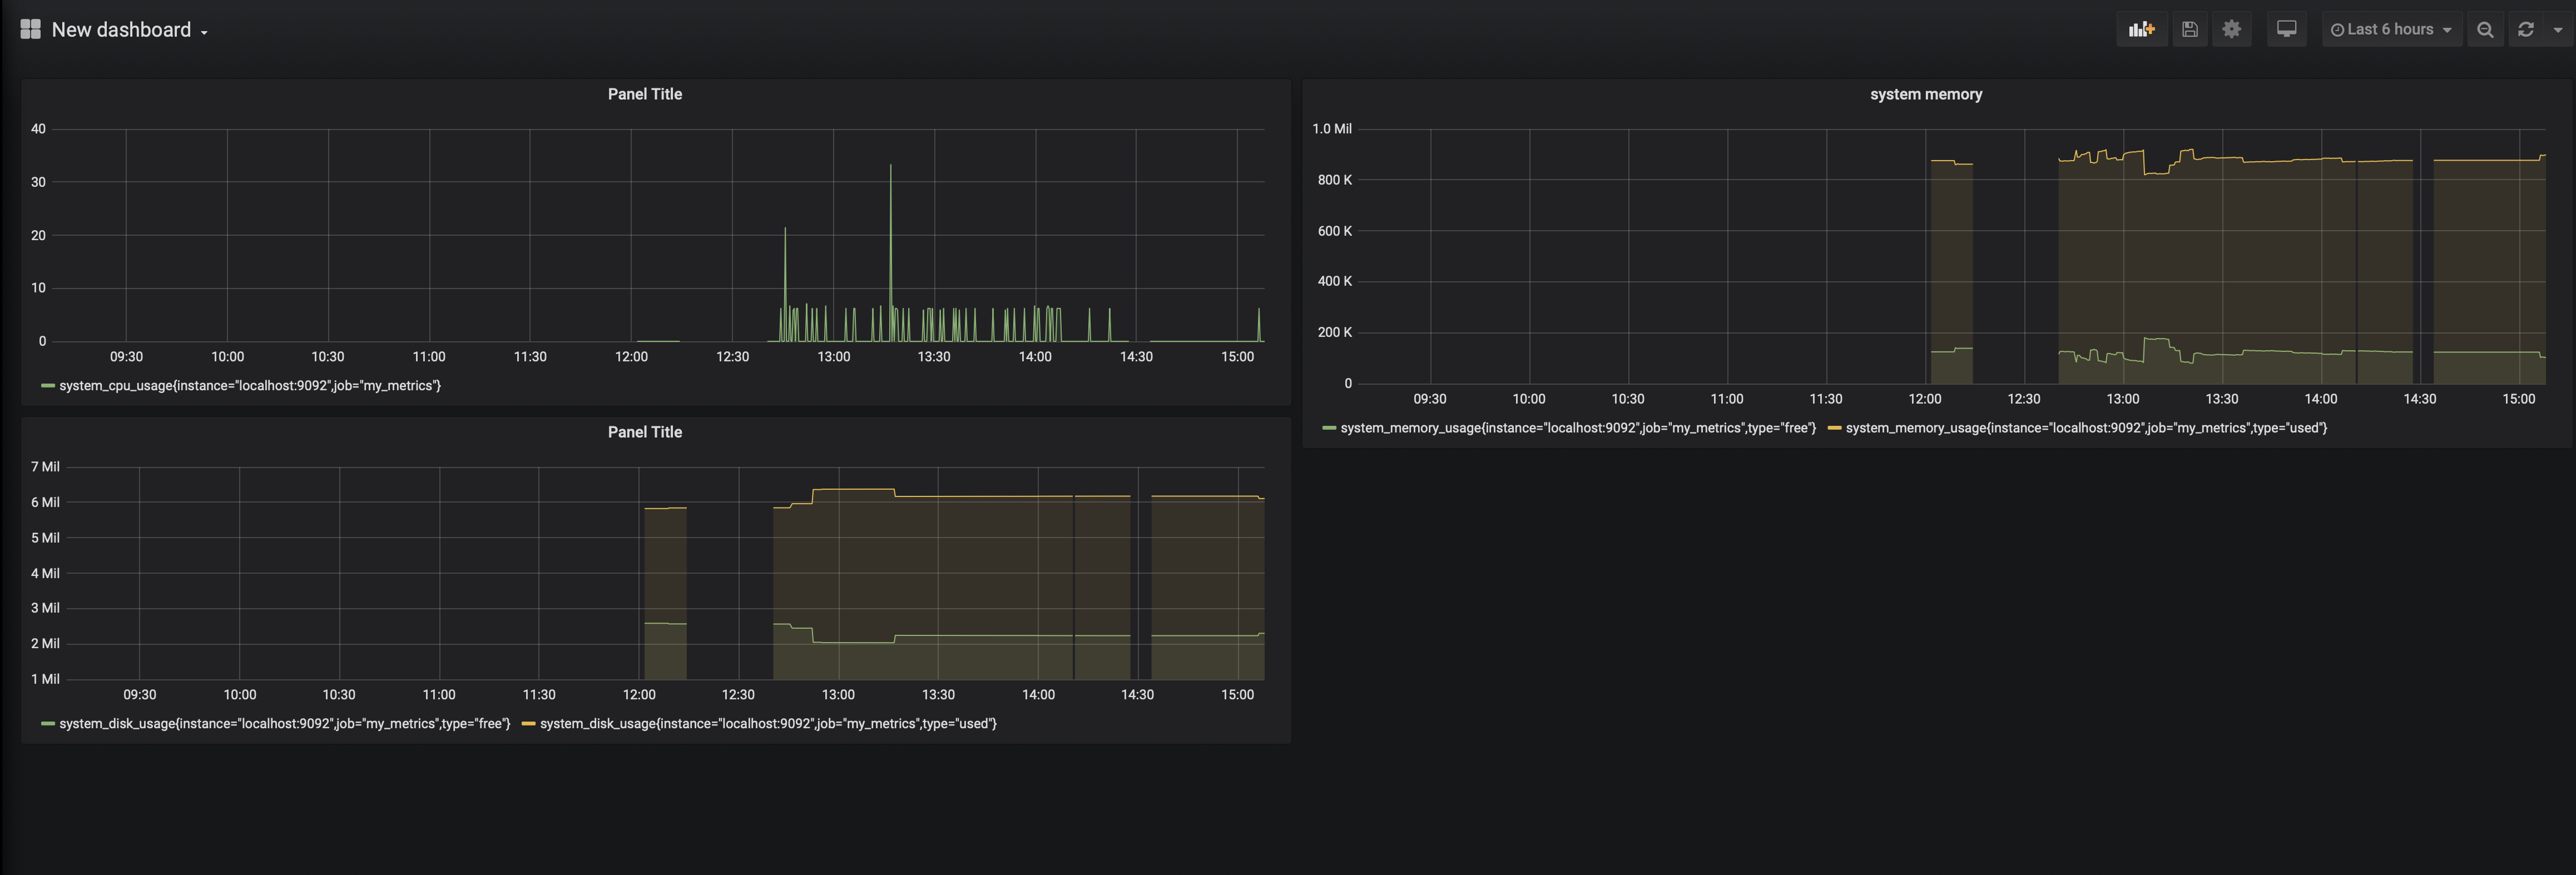 New dashboard
Last 6 hours
Panel Title
40
30
20
10
0
09:30 10:00 10:30 11:00 11:30 12:00 12:30 13:00 13:30 14:00 14:30 15:00
system_cpu_usage{instance="localhost:9092",job="my_metrics"}
system memory
1.0 Mil
800 K
600 K
400 K
200 K
0
09:30 10:00 10:30 11:00 11:30 12:00 12:30 13:00 13:30 14:00 14:30 15:00
system_memory_usage{instance="localhost:9092",job="my_metrics",type="free"} system_memory_usage{instance="localhost:9092",job="my_metrics",type="used"}
Panel Title
7 Mil
6 Mil
5 Mil
4 Mil
3 Mil
2 Mil
1 Mil
09:30 10:00 10:30 11:00 11:30 12:00 12:30 13:00 13:30 14:00 14:30 15:00
system_disk_usage{instance="localhost:9092",job="my_metrics",type="free"} system_disk_usage{instance="localhost:9092",job="my_metrics",type="used"}